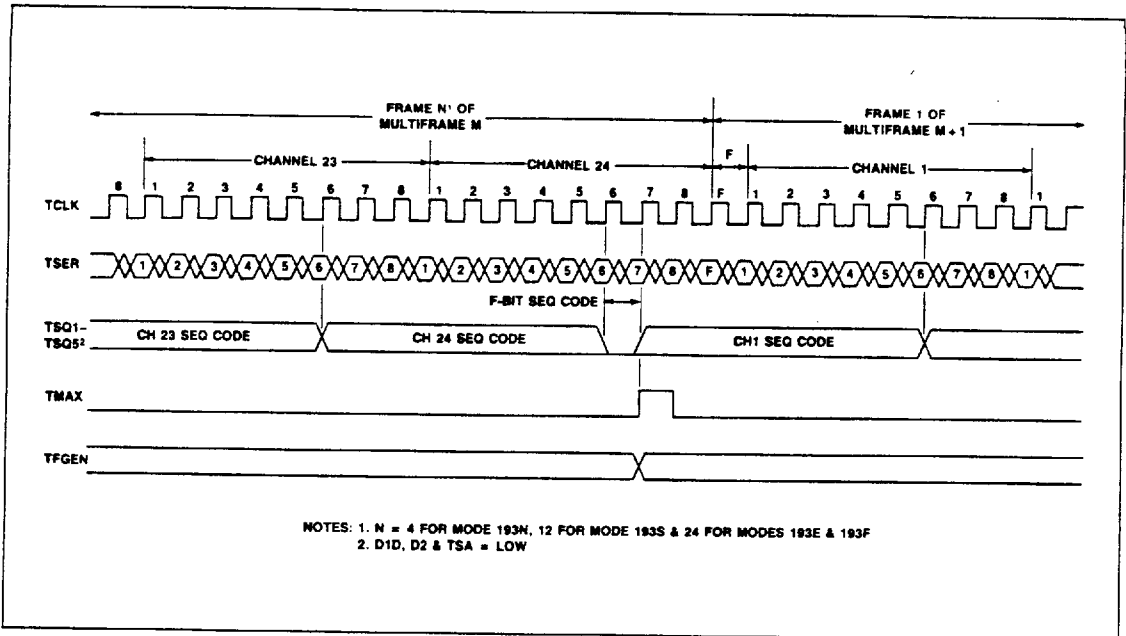 FRAME N¹ OF
MULTIFRAME M
FRAME 1 OF
MULTIFRAME M + 1
CHANNEL 23
CHANNEL 24
F
CHANNEL 1
8 1 2 3 4 5 6 7 8 1 2 3 4 5 6 7 8 F 1 2 3 4 5 6 7 8 1
TCLK
TSER 1 2 3 4 5 6 7 8 1 2 3 4 5 6 7 8 F 1 2 3 4 5 6 7 8 1
F-BIT SEQ CODE
TSQ1–
TSQ5² CH 23 SEQ CODE CH 24 SEQ CODE CH1 SEQ CODE
TMAX
TFGEN
NOTES: 1. N = 4 FOR MODE 193N, 12 FOR MODE 193S & 24 FOR MODES 193E & 193F
2. D1D, D2 & TSA = LOW